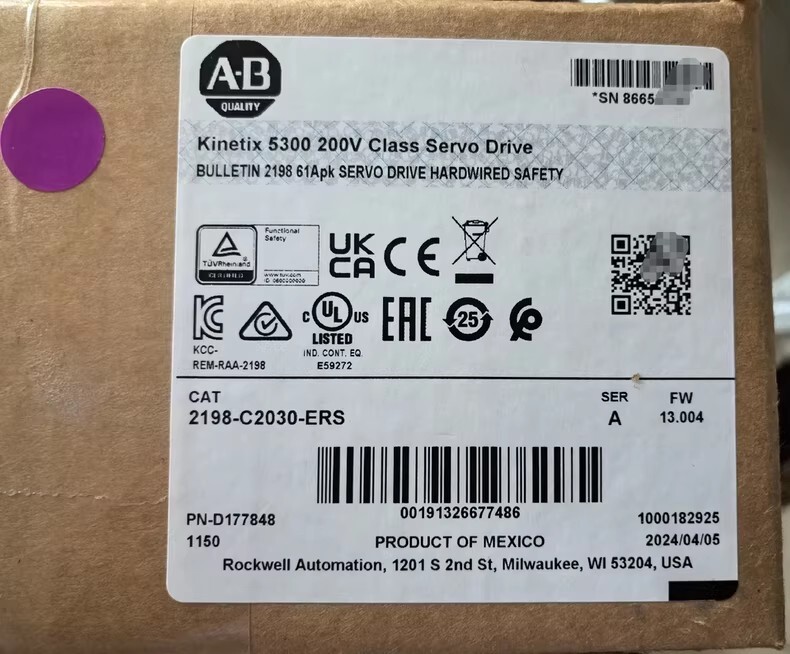 A-B
QUALITY
*SN 8665
Kinetix 5300 200V Class Servo Drive
BULLETIN 2198 61Apk SERVO DRIVE HARDWIRED SAFETY
Functional
Safety
TÜVRheinland
CERTIFIED
www.tuv.com
UK
CA
CE
KCC-
REM-RAA-2198
C UL US
LISTED
IND. CONT. EQ.
E59272
EAC
25
CAT
2198-C2030-ERS
SER
A
FW
13.004
00191326677486
PN-D177848
1150
PRODUCT OF MEXICO
1000182925
2024/04/05
Rockwell Automation, 1201 S 2nd St, Milwaukee, WI 53204, USA